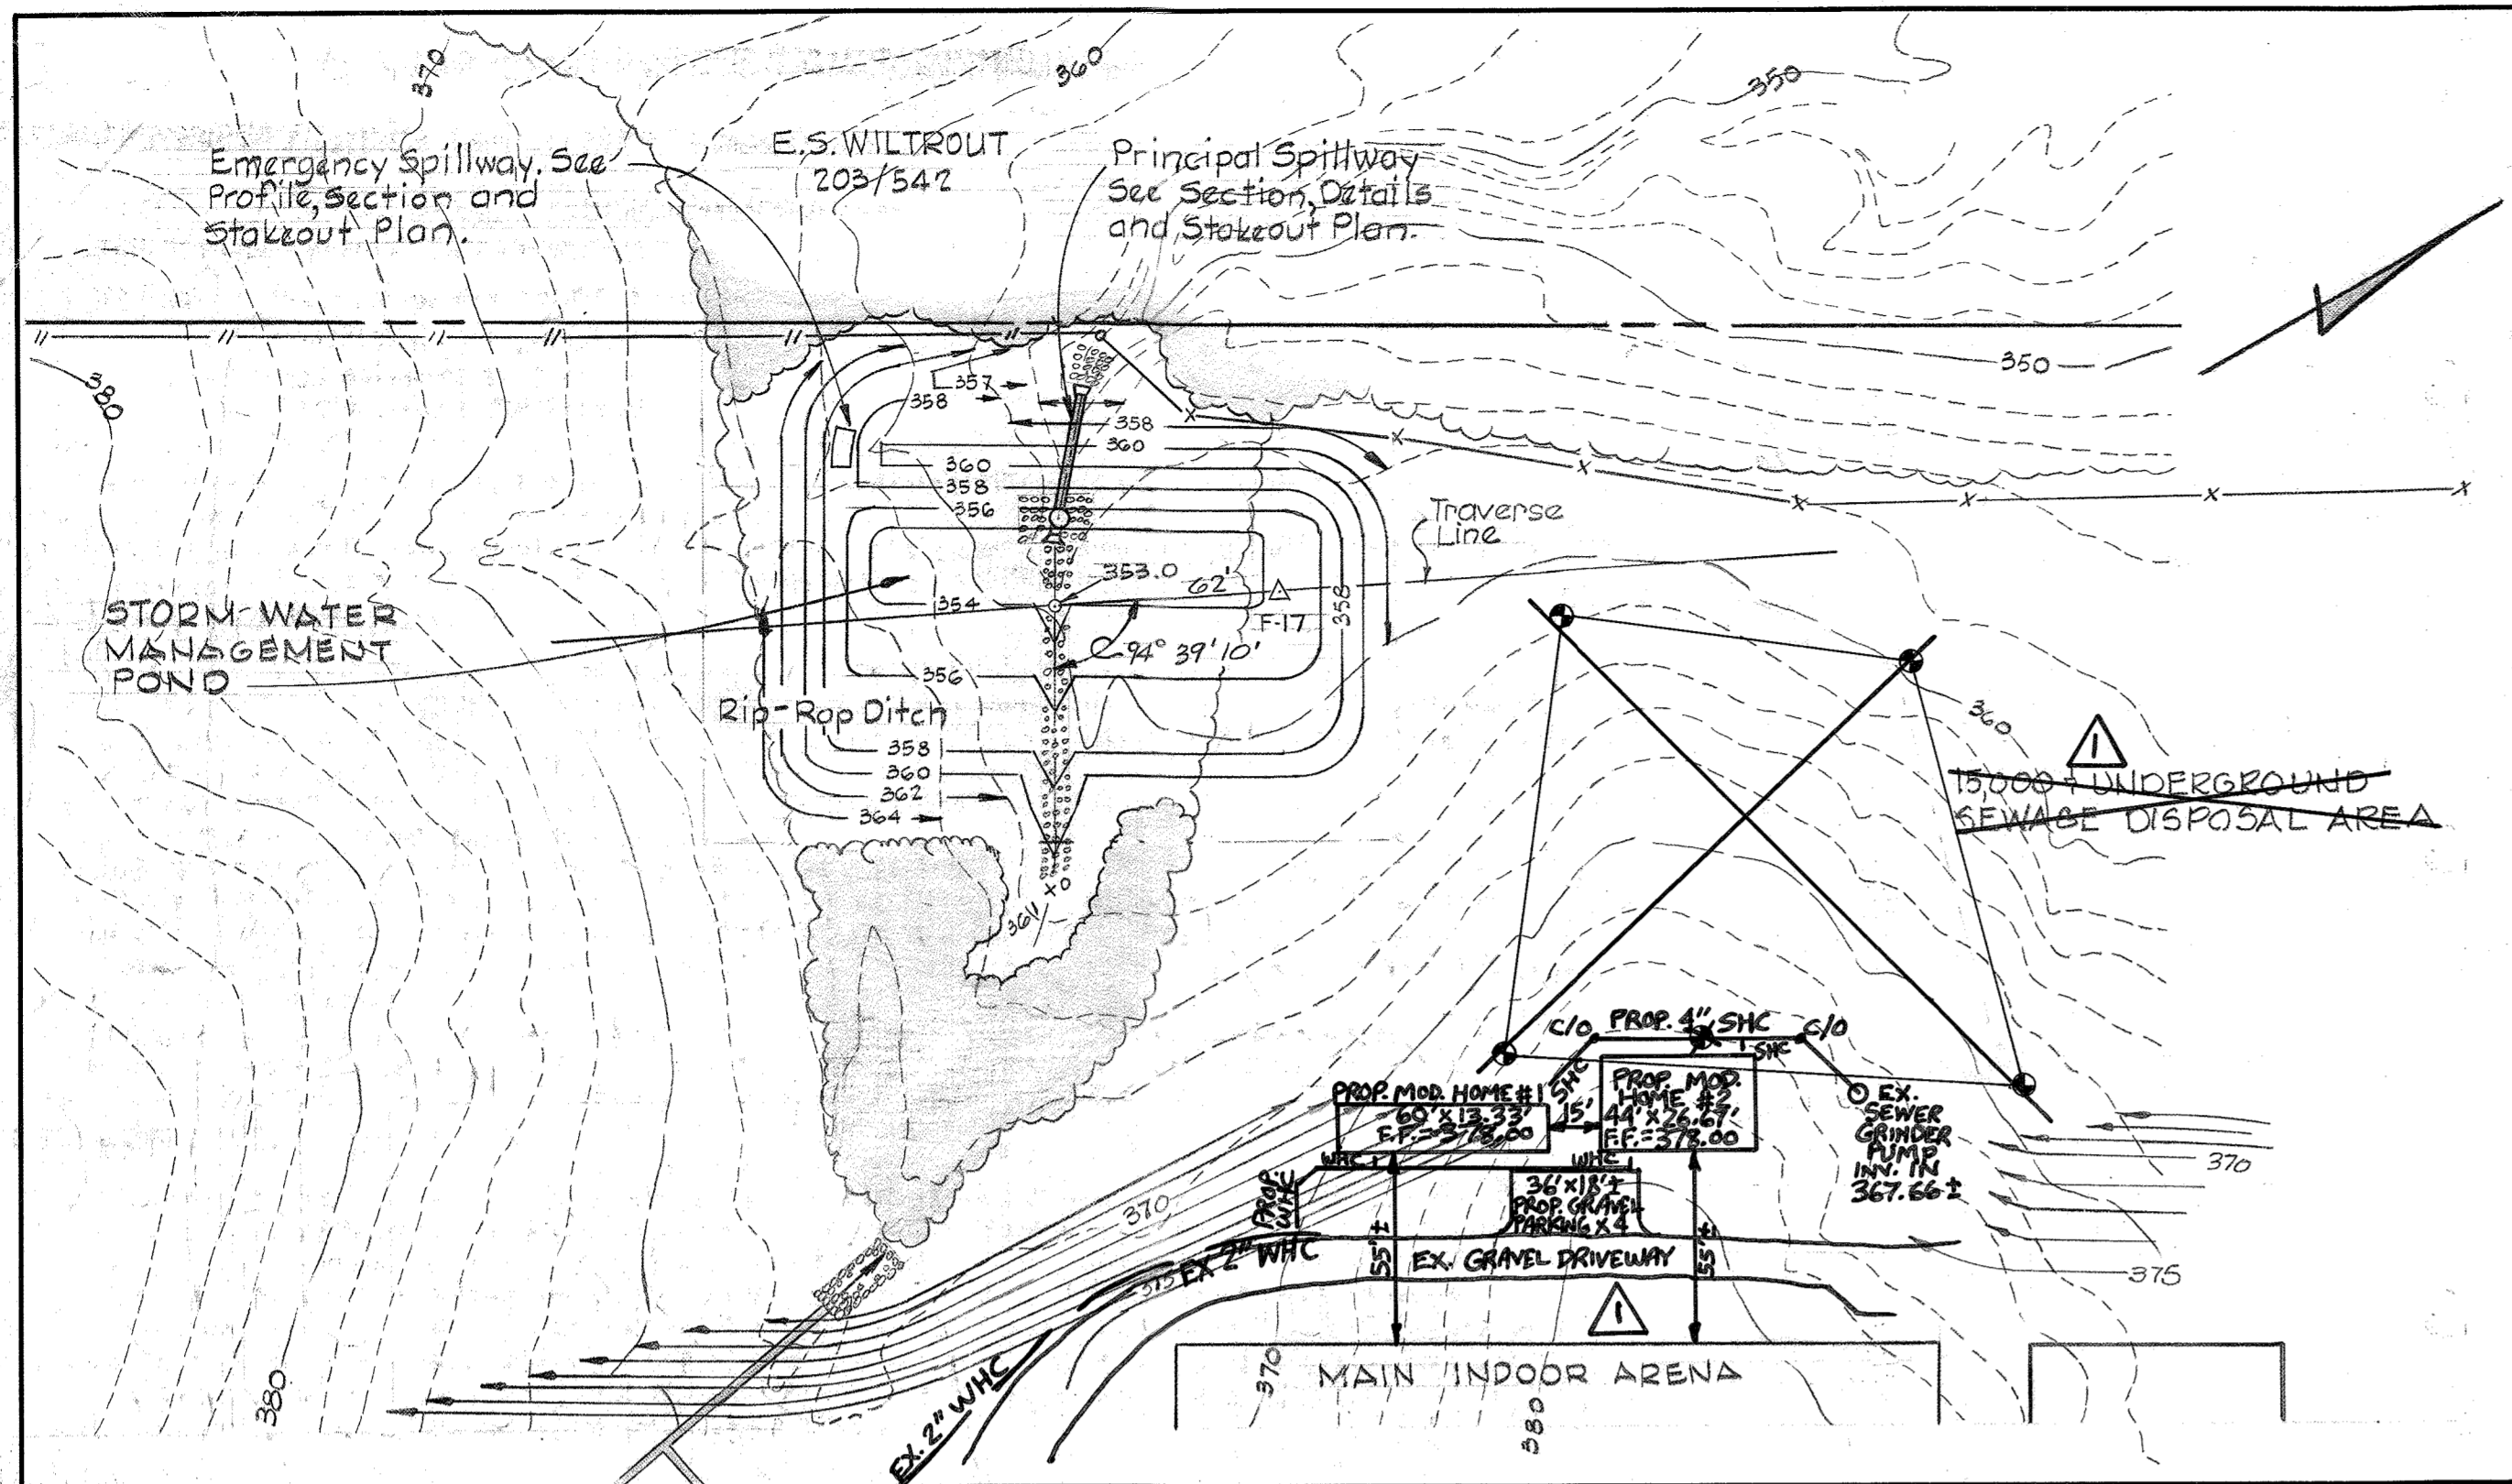 370
360
350
Emergency Spillway. See
Profile, Section and
Stakeout Plan.
E.S. WILTROUT
203/542
Principal Spillway
See Section, Details
and Stakeout Plan.
380
350
357
358
358
360
360
358
356
Traverse
Line
353.0
62'
354
F-17
358
94° 39' 10'
STORM WATER
MANAGEMENT
POND
356
Rip-Rap Ditch
358
360
362
364
360
1
15,000 UNDERGROUND
SEWAGE DISPOSAL AREA
361
X 0
C/O PROP. 4" SHC C/O
SHC
SHC
PROP. MOD. HOME #1
60' X 13.33'
F.F. = 378.00
15'
PROP. MOD.
HOME #2
44' X 26.67'
F.F. = 378.00
EX.
SEWER
GRINDER
PUMP
INV. IN
367.66 ±
370
WHC
WHC
PROP.
WHC
36' X 18' ±
PROP. GRAVEL
PARKING X 4
370
EX 2" WHC
375
55' ±
EX. GRAVEL DRIVEWAY
55' ±
375
1
EX. 2" WHC
380
370
MAIN INDOOR ARENA
380